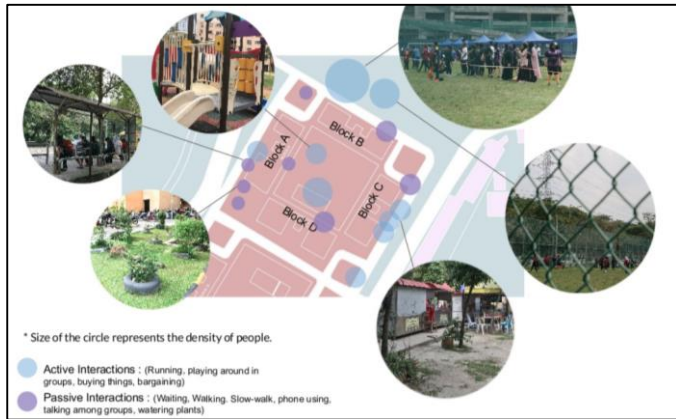 Block B
Block A
Block C
Block D
* Size of the circle represents the density of people.
Active Interactions : (Running, playing around in
groups, buying things, bargaining)
Passive Interactions : (Waiting, Walking. Slow-walk, phone using,
talking among groups, watering plants)